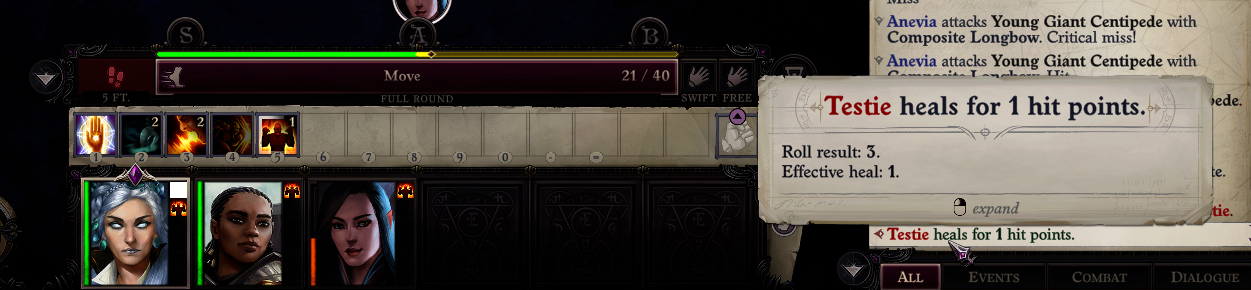 S
A
B
Move
21 / 40
5 FT.
FULL ROUND
SWIFT
FREE
2
2
1
1
2
3
4
5
6
7
8
9
0
-
=
Miss
Anevia attacks Young Giant Centipede with
Composite Longbow. Critical miss!
Anevia attacks Young Giant Centipede with
Composite Longbow. Hit
pede.
Testie heals for 1 hit points.
Roll result: 3.
Effective heal: 1.
expand
te.
tie.
Testie heals for 1 hit points.
ALL
EVENTS
COMBAT
DIALOGUE